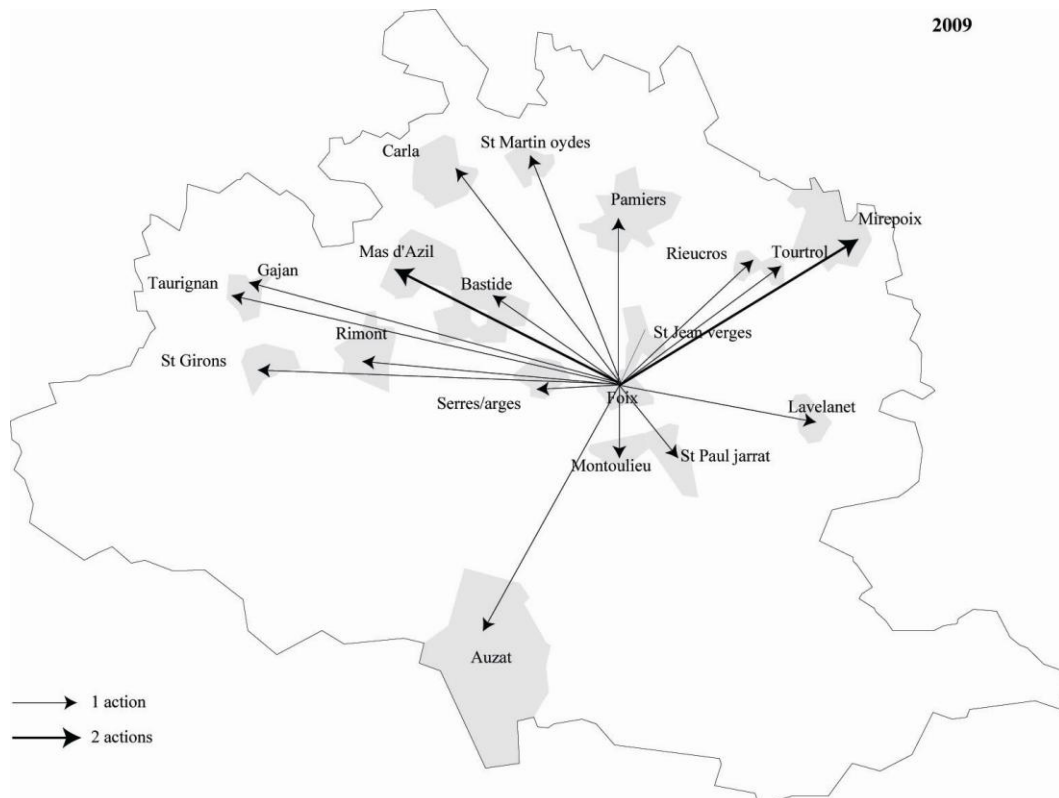 2009
St Martin oydes
Carla
Pamiers
Mirepoix
Mas d'Azil
Rieucros
Tourtrol
Gajan
Taurignan
Bastide
St Jean verges
Rimont
St Girons
Serres/arges
Foix
Lavelanet
Montoulieu
St Paul jarrat
Auzat
1 action
2 actions